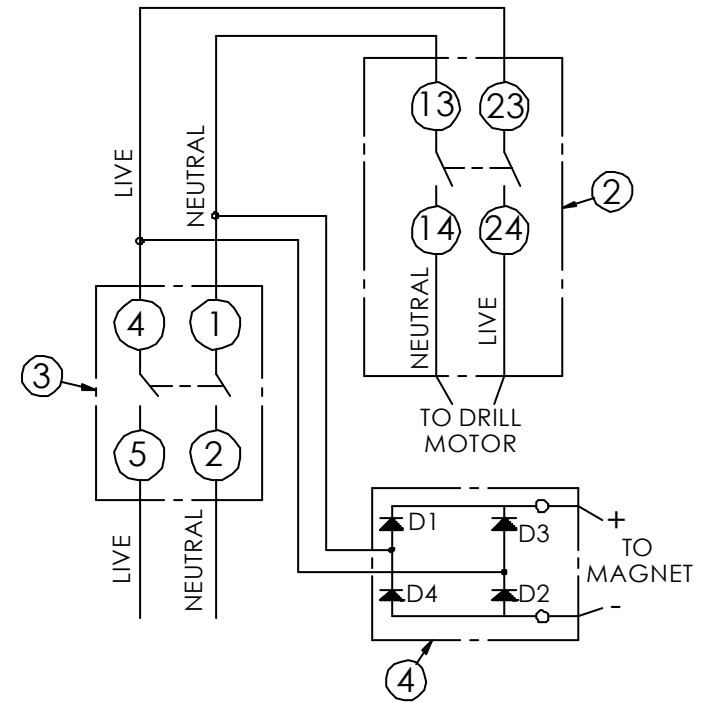 13
23
LIVE
NEUTRAL
2
14
24
NEUTRAL
LIVE
4
1
3
TO DRILL
MOTOR
5
2
D1
D3
+
TO
MAGNET
LIVE
NEUTRAL
D4
D2
-
4